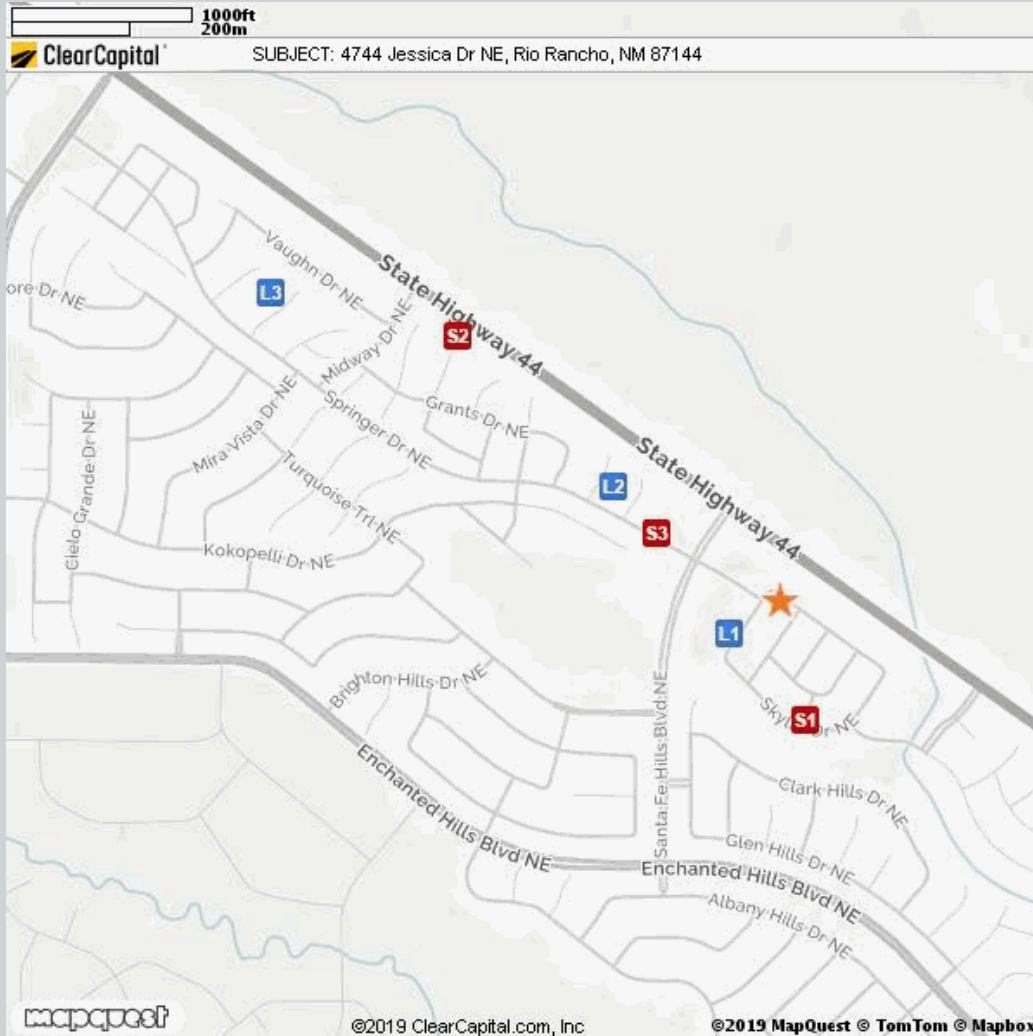 1000ft
200m
ClearCapital
SUBJECT: 4744 Jessica Dr NE, Rio Rancho, NM 87144
Vaughn Dr NE
State Highway 44
L3
ore Dr NE
S2
Midway Dr NE
Grants Dr NE
Springer Dr NE
Mira Vista Dr NE
Cielo Grande Dr NE
Turquoise Trl NE
State Highway 44
L2
S3
Kokopelli Dr NE
L1
Brighton Hills Dr NE
Santa Fe Hills Blvd NE
S1
Dr NE
Clark Hills Dr NE
Enchanted Hills Blvd NE
Glen Hills Dr NE
Enchanted Hills Blvd NE
Albany Hills Dr NE
mapquest
©2019 ClearCapital.com, Inc
©2019 MapQuest © TomTom © Mapbox